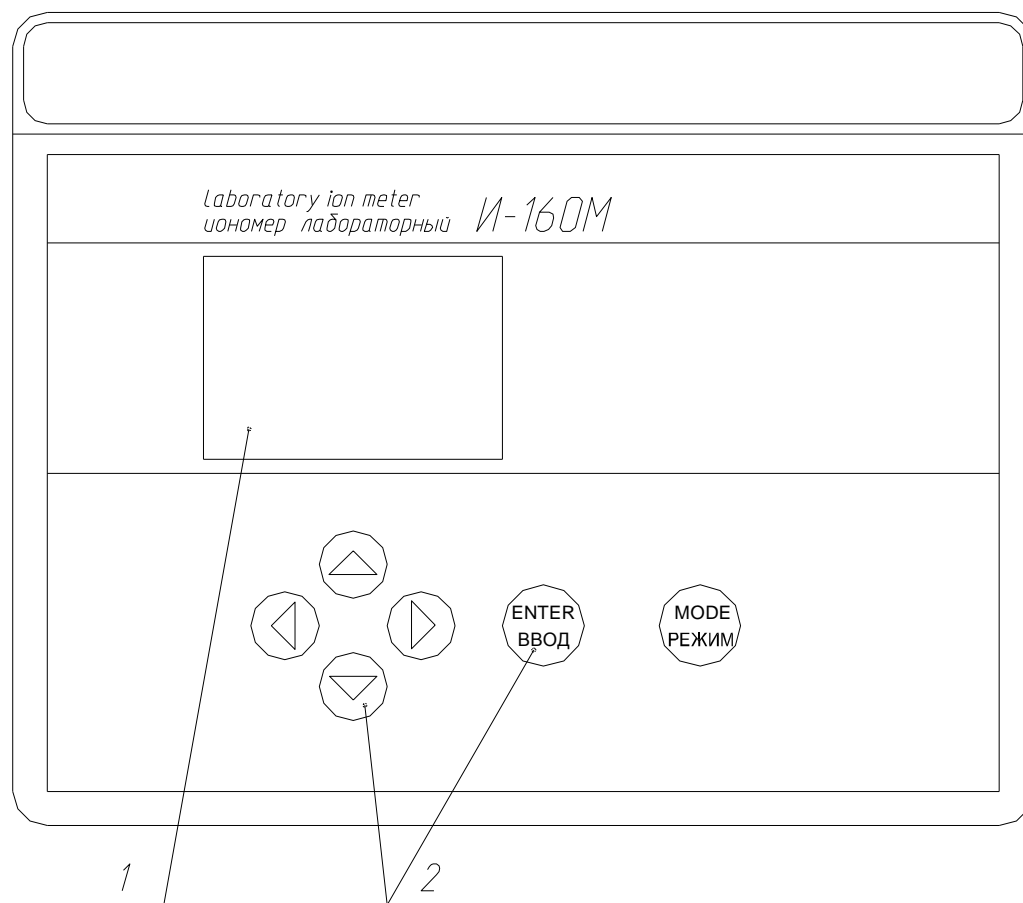 laboratory ion meter
иономер лабораторный И-160М
ENTER
ВВОД
MODE
РЕЖИМ
1
2